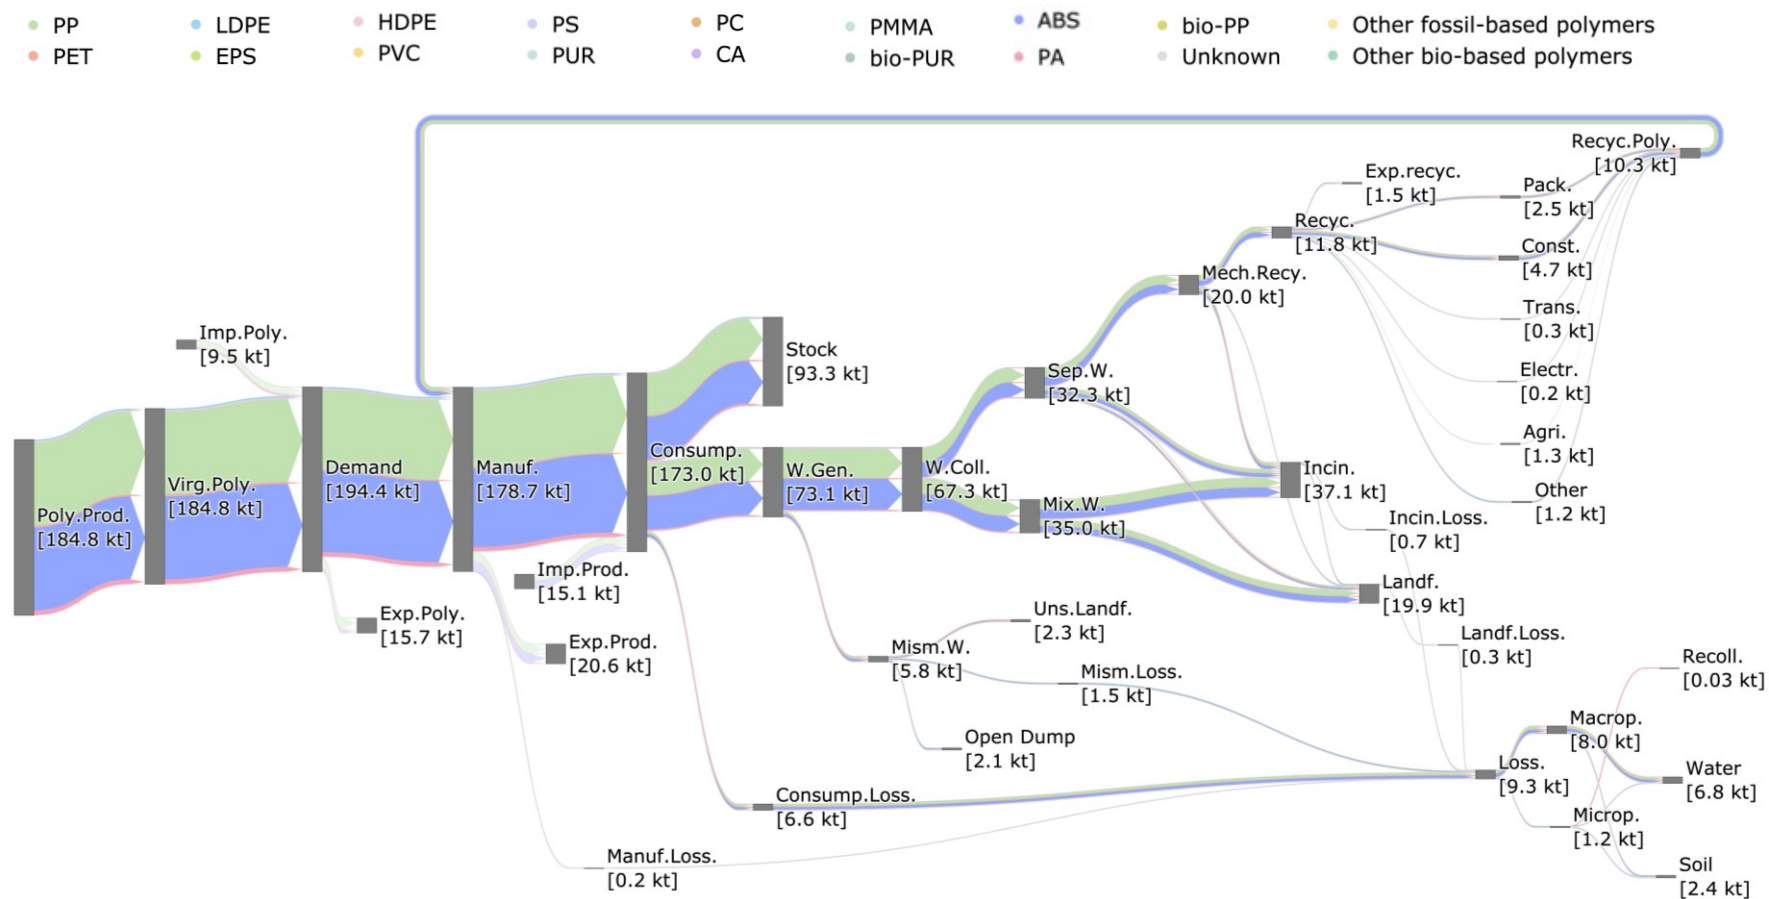 PP
LDPE
HDPE
PS
PC
PMMA
ABS
bio-PP
Other fossil-based polymers
PET
EPS
PVC
PUR
CA
bio-PUR
PA
Unknown
Other bio-based polymers
Recyc.Poly.
[10.3 kt]
Exp.recyc.
[1.5 kt]
Pack.
[2.5 kt]
Recyc.
[11.8 kt]
Const.
[4.7 kt]
Mech.Recy.
[20.0 kt]
Trans.
[0.3 kt]
Imp.Poly.
[9.5 kt]
Stock
[93.3 kt]
Sep.W.
[32.3 kt]
Electr.
[0.2 kt]
Agri.
[1.3 kt]
Consump.
[173.0 kt]
W.Gen.
[73.1 kt]
W.Coll.
[67.3 kt]
Demand
[194.4 kt]
Manuf.
[178.7 kt]
Incin.
[37.1 kt]
Virg.Poly.
[184.8 kt]
Other
[1.2 kt]
Mix.W.
[35.0 kt]
Poly.Prod.
[184.8 kt]
Incin.Loss.
[0.7 kt]
Imp.Prod.
[15.1 kt]
Landf.
[19.9 kt]
Exp.Poly.
[15.7 kt]
Uns.Landf.
[2.3 kt]
Landf.Loss.
[0.3 kt]
Exp.Prod.
[20.6 kt]
Mism.W.
[5.8 kt]
Mism.Loss.
[1.5 kt]
Recoll.
[0.03 kt]
Macrop.
[8.0 kt]
Open Dump
[2.1 kt]
Loss.
[9.3 kt]
Water
[6.8 kt]
Consump.Loss.
[6.6 kt]
Microp.
[1.2 kt]
Manuf.Loss.
[0.2 kt]
Soil
[2.4 kt]